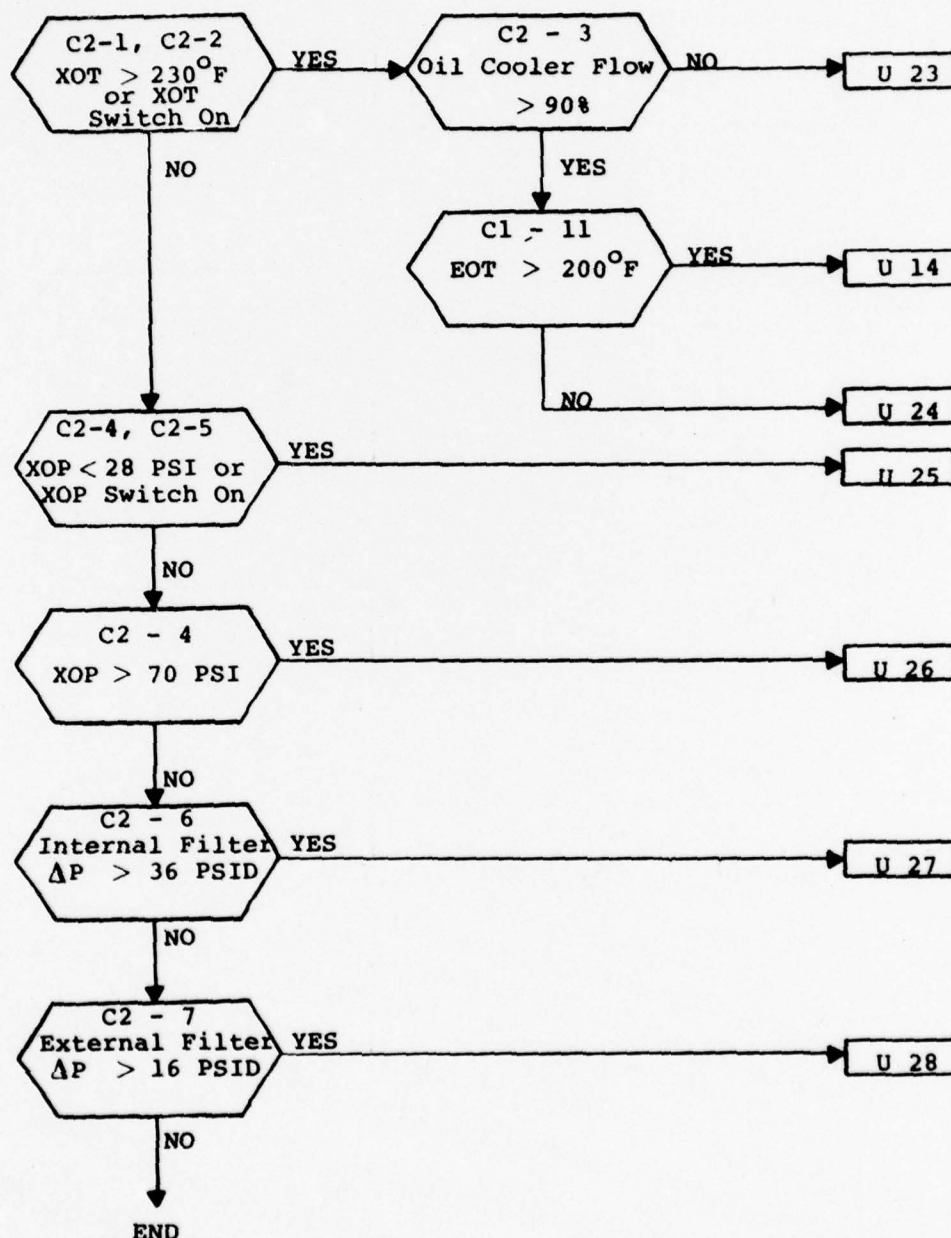 C2-1, C2-2
XOT > 230°F
or XOT
Switch On
YES
C2 - 3
Oil Cooler Flow
> 90%
NO
U 23
NO
YES
C1 - 11
EOT > 200°F
YES
U 14
NO
U 24
C2-4, C2-5
XOP < 28 PSI or
XOP Switch On
YES
U 25
NO
C2 - 4
XOP > 70 PSI
YES
U 26
NO
C2 - 6
Internal Filter
ΔP > 36 PSID
YES
U 27
NO
C2 - 7
External Filter
ΔP > 16 PSID
YES
U 28
NO
END